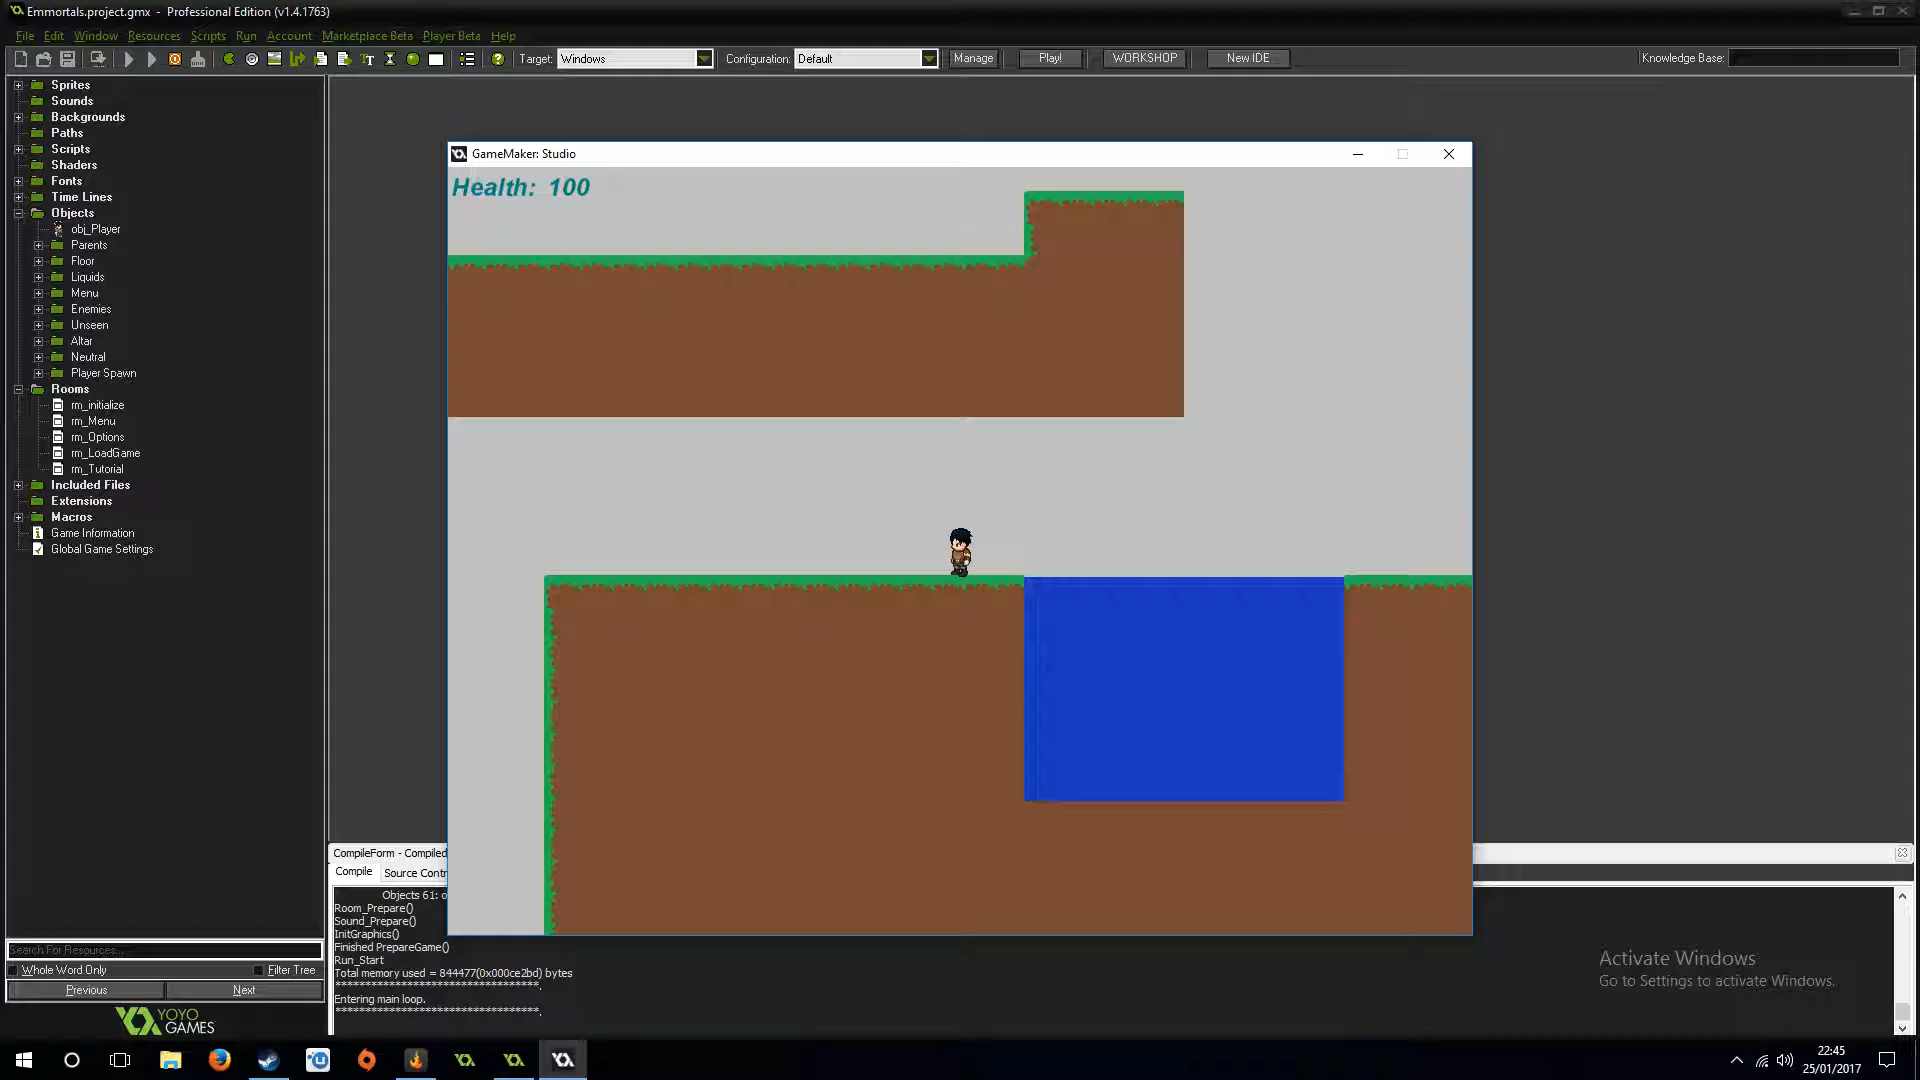 Emmortals.project.gmx - Professional Edition (v1.4.1763)
File Edit Window Resources Scripts Run Account Marketplace Beta Player Beta Help
Target: Windows Configuration: Default Manage Play! WORKSHOP New IDE Knowledge Base:
Sprites
Sounds
Backgrounds
Paths
Scripts
Shaders
Fonts
Time Lines
Objects
obj_Player
Parents
Floor
Liquids
Menu
Enemies
Unseen
Altar
Neutral
Player Spawn
Rooms
rm_initialize
rm_Menu
rm_Options
rm_LoadGame
rm_Tutorial
Included Files
Extensions
Macros
Game Information
Global Game Settings
GameMaker: Studio
Health: 100
CompileForm - Compiled
Compile Source Contr
Objects 61: o
Room_Prepare()
Sound_Prepare()
InitGraphics()
Finished PrepareGame()
Run_Start
Total memory used = 844477(0x000ce2bd) bytes
**********************************.
Entering main loop.
**********************************.
Search For Resources...
Whole Word Only Filter Tree
Previous Next
YOYO
GAMES
Activate Windows
Go to Settings to activate Windows.
22:45
25/01/2017